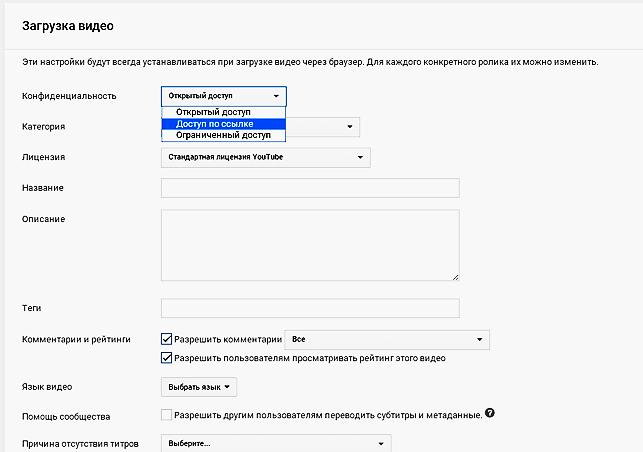 Загрузка видео
Эти настройки будут всегда устанавливаться при загрузке видео через браузер. Для каждого конкретного ролика их можно изменить.
Конфиденциальность Открытый доступ
Открытый доступ
Категория Доступ по ссылке
Ограниченный доступ
Лицензия Стандартная лицензия YouTube
Название
Описание
Теги
Комментарии и рейтинги Разрешить комментарии Все
Разрешить пользователям просматривать рейтинг этого видео
Язык видео Выбрать язык
Помощь сообщества Разрешить другим пользователям переводить субтитры и метаданные. ?
Причина отсутствия титров Выберите...